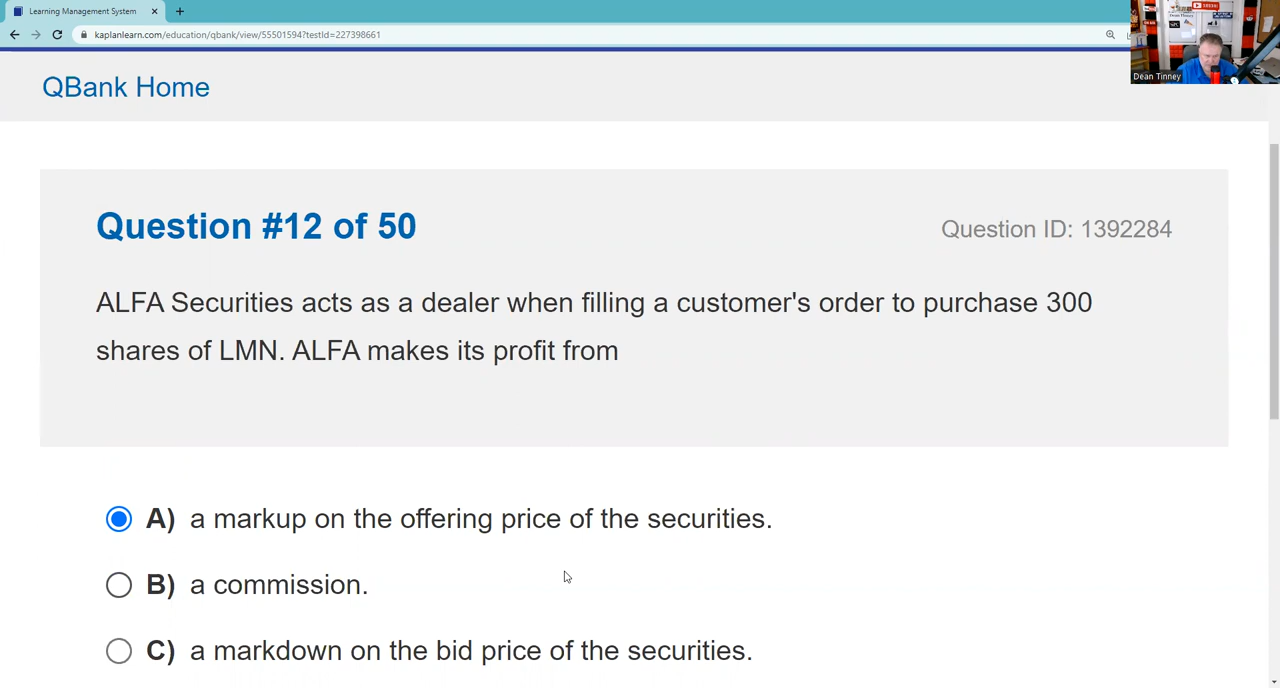 Learning Management System
kaplanlearn.com/education/qbank/view/55501594?testId=227398661
Dean Tinney
QBank Home
Question #12 of 50
Question ID: 1392284
ALFA Securities acts as a dealer when filling a customer's order to purchase 300
shares of LMN. ALFA makes its profit from
A) a markup on the offering price of the securities.
B) a commission.
C) a markdown on the bid price of the securities.